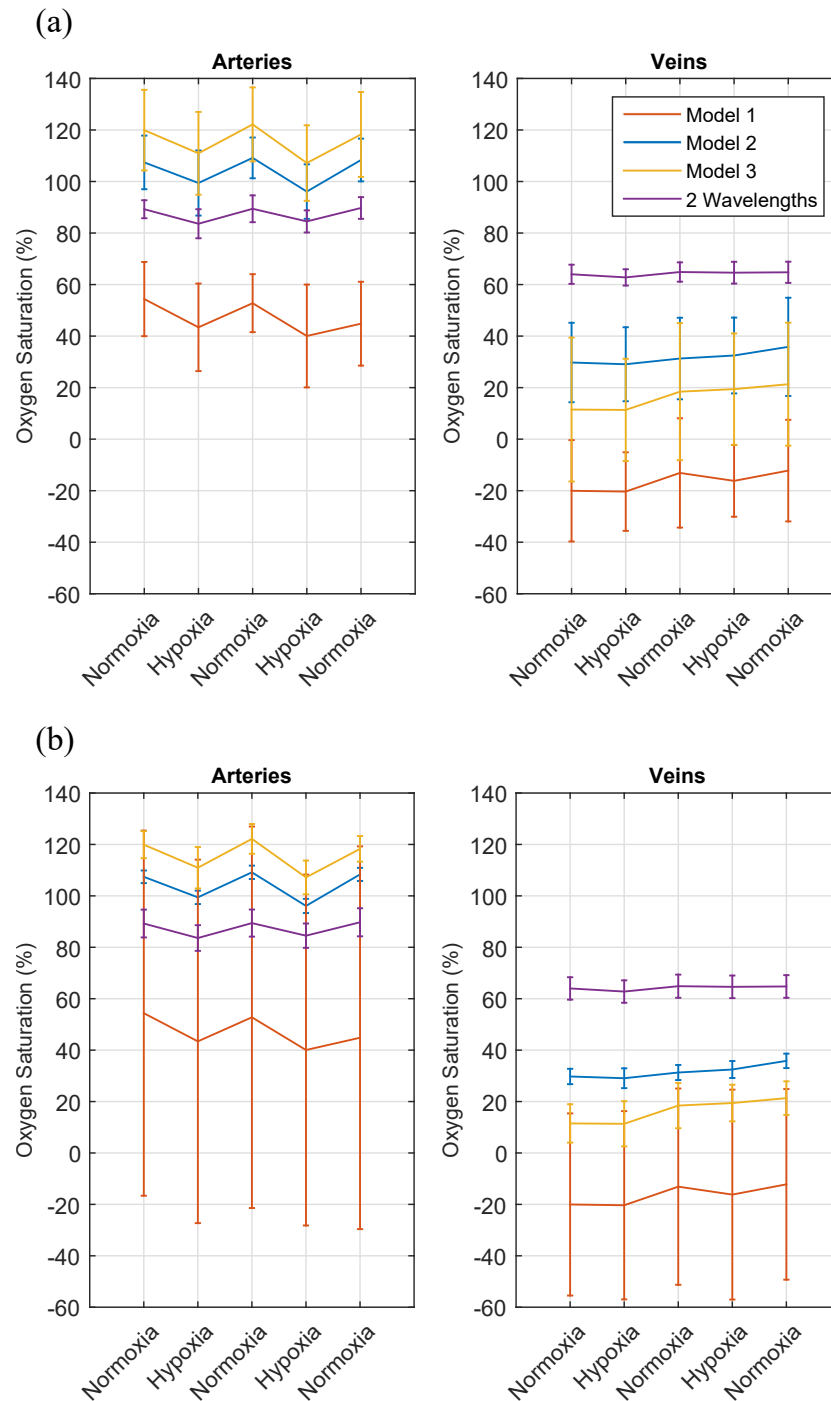 (a)
Arteries
Veins
Oxygen Saturation (%)
140
120
100
80
60
40
20
0
-20
-40
-60
Normoxia
Hypoxia
Normoxia
Hypoxia
Normoxia
Oxygen Saturation (%)
140
120
100
80
60
40
20
0
-20
-40
-60
Model 1
Model 2
Model 3
2 Wavelengths
Normoxia
Hypoxia
Normoxia
Hypoxia
Normoxia
(b)
Arteries
Veins
Oxygen Saturation (%)
140
120
100
80
60
40
20
0
-20
-40
-60
Normoxia
Hypoxia
Normoxia
Hypoxia
Normoxia
Oxygen Saturation (%)
140
120
100
80
60
40
20
0
-20
-40
-60
Normoxia
Hypoxia
Normoxia
Hypoxia
Normoxia